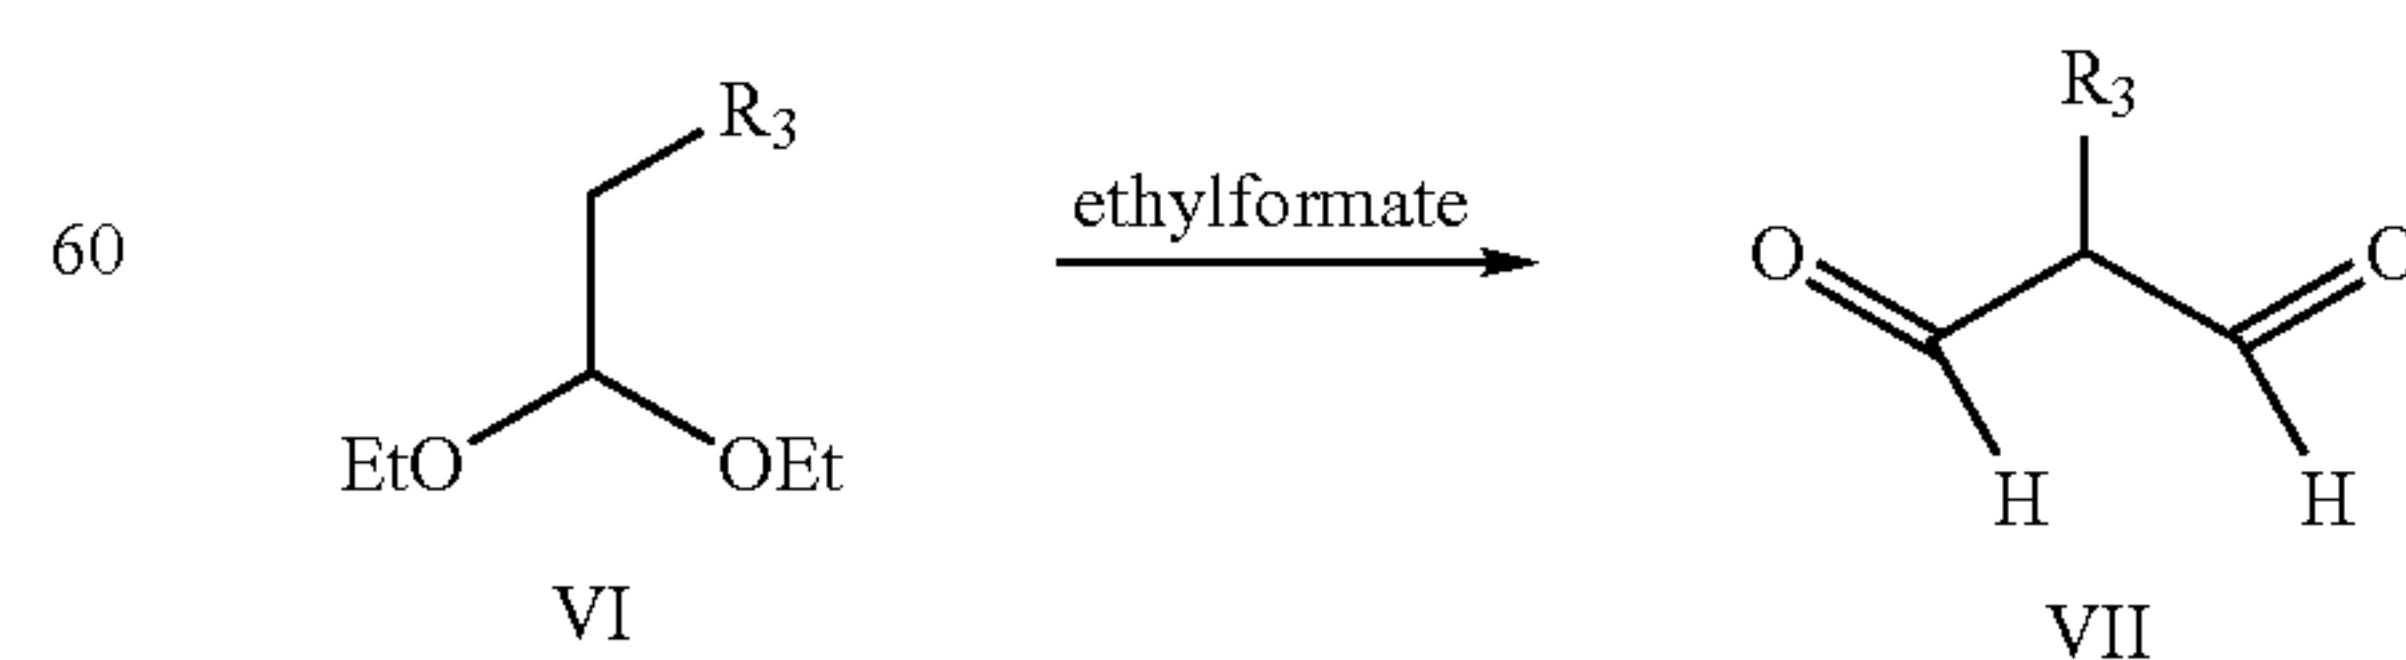 R3
R3
ethylformate
60
O
O
EtO
OEt
H
H
VI
VII